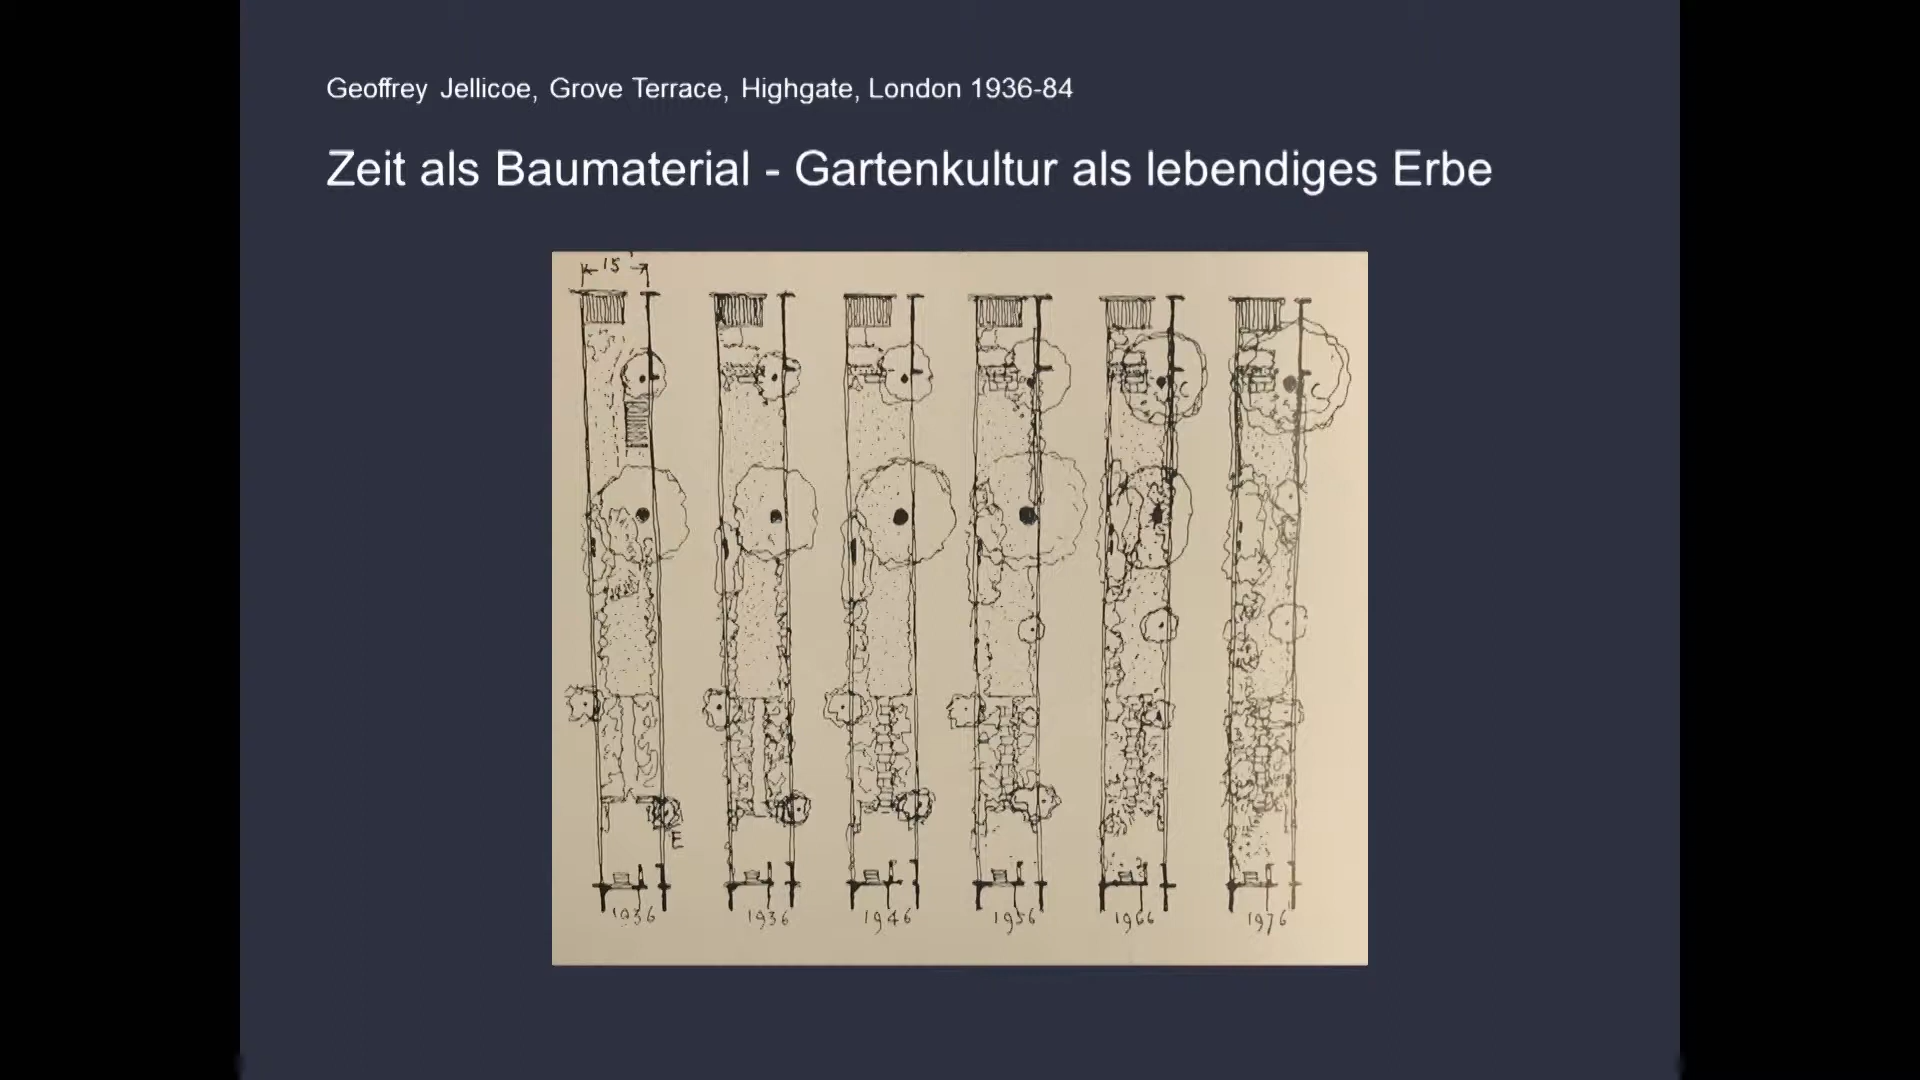 Geoffrey Jellicoe, Grove Terrace, Highgate, London 1936-84
Zeit als Baumaterial - Gartenkultur als lebendiges Erbe
15'
E
1936 1936 1946 1956 1966 1976